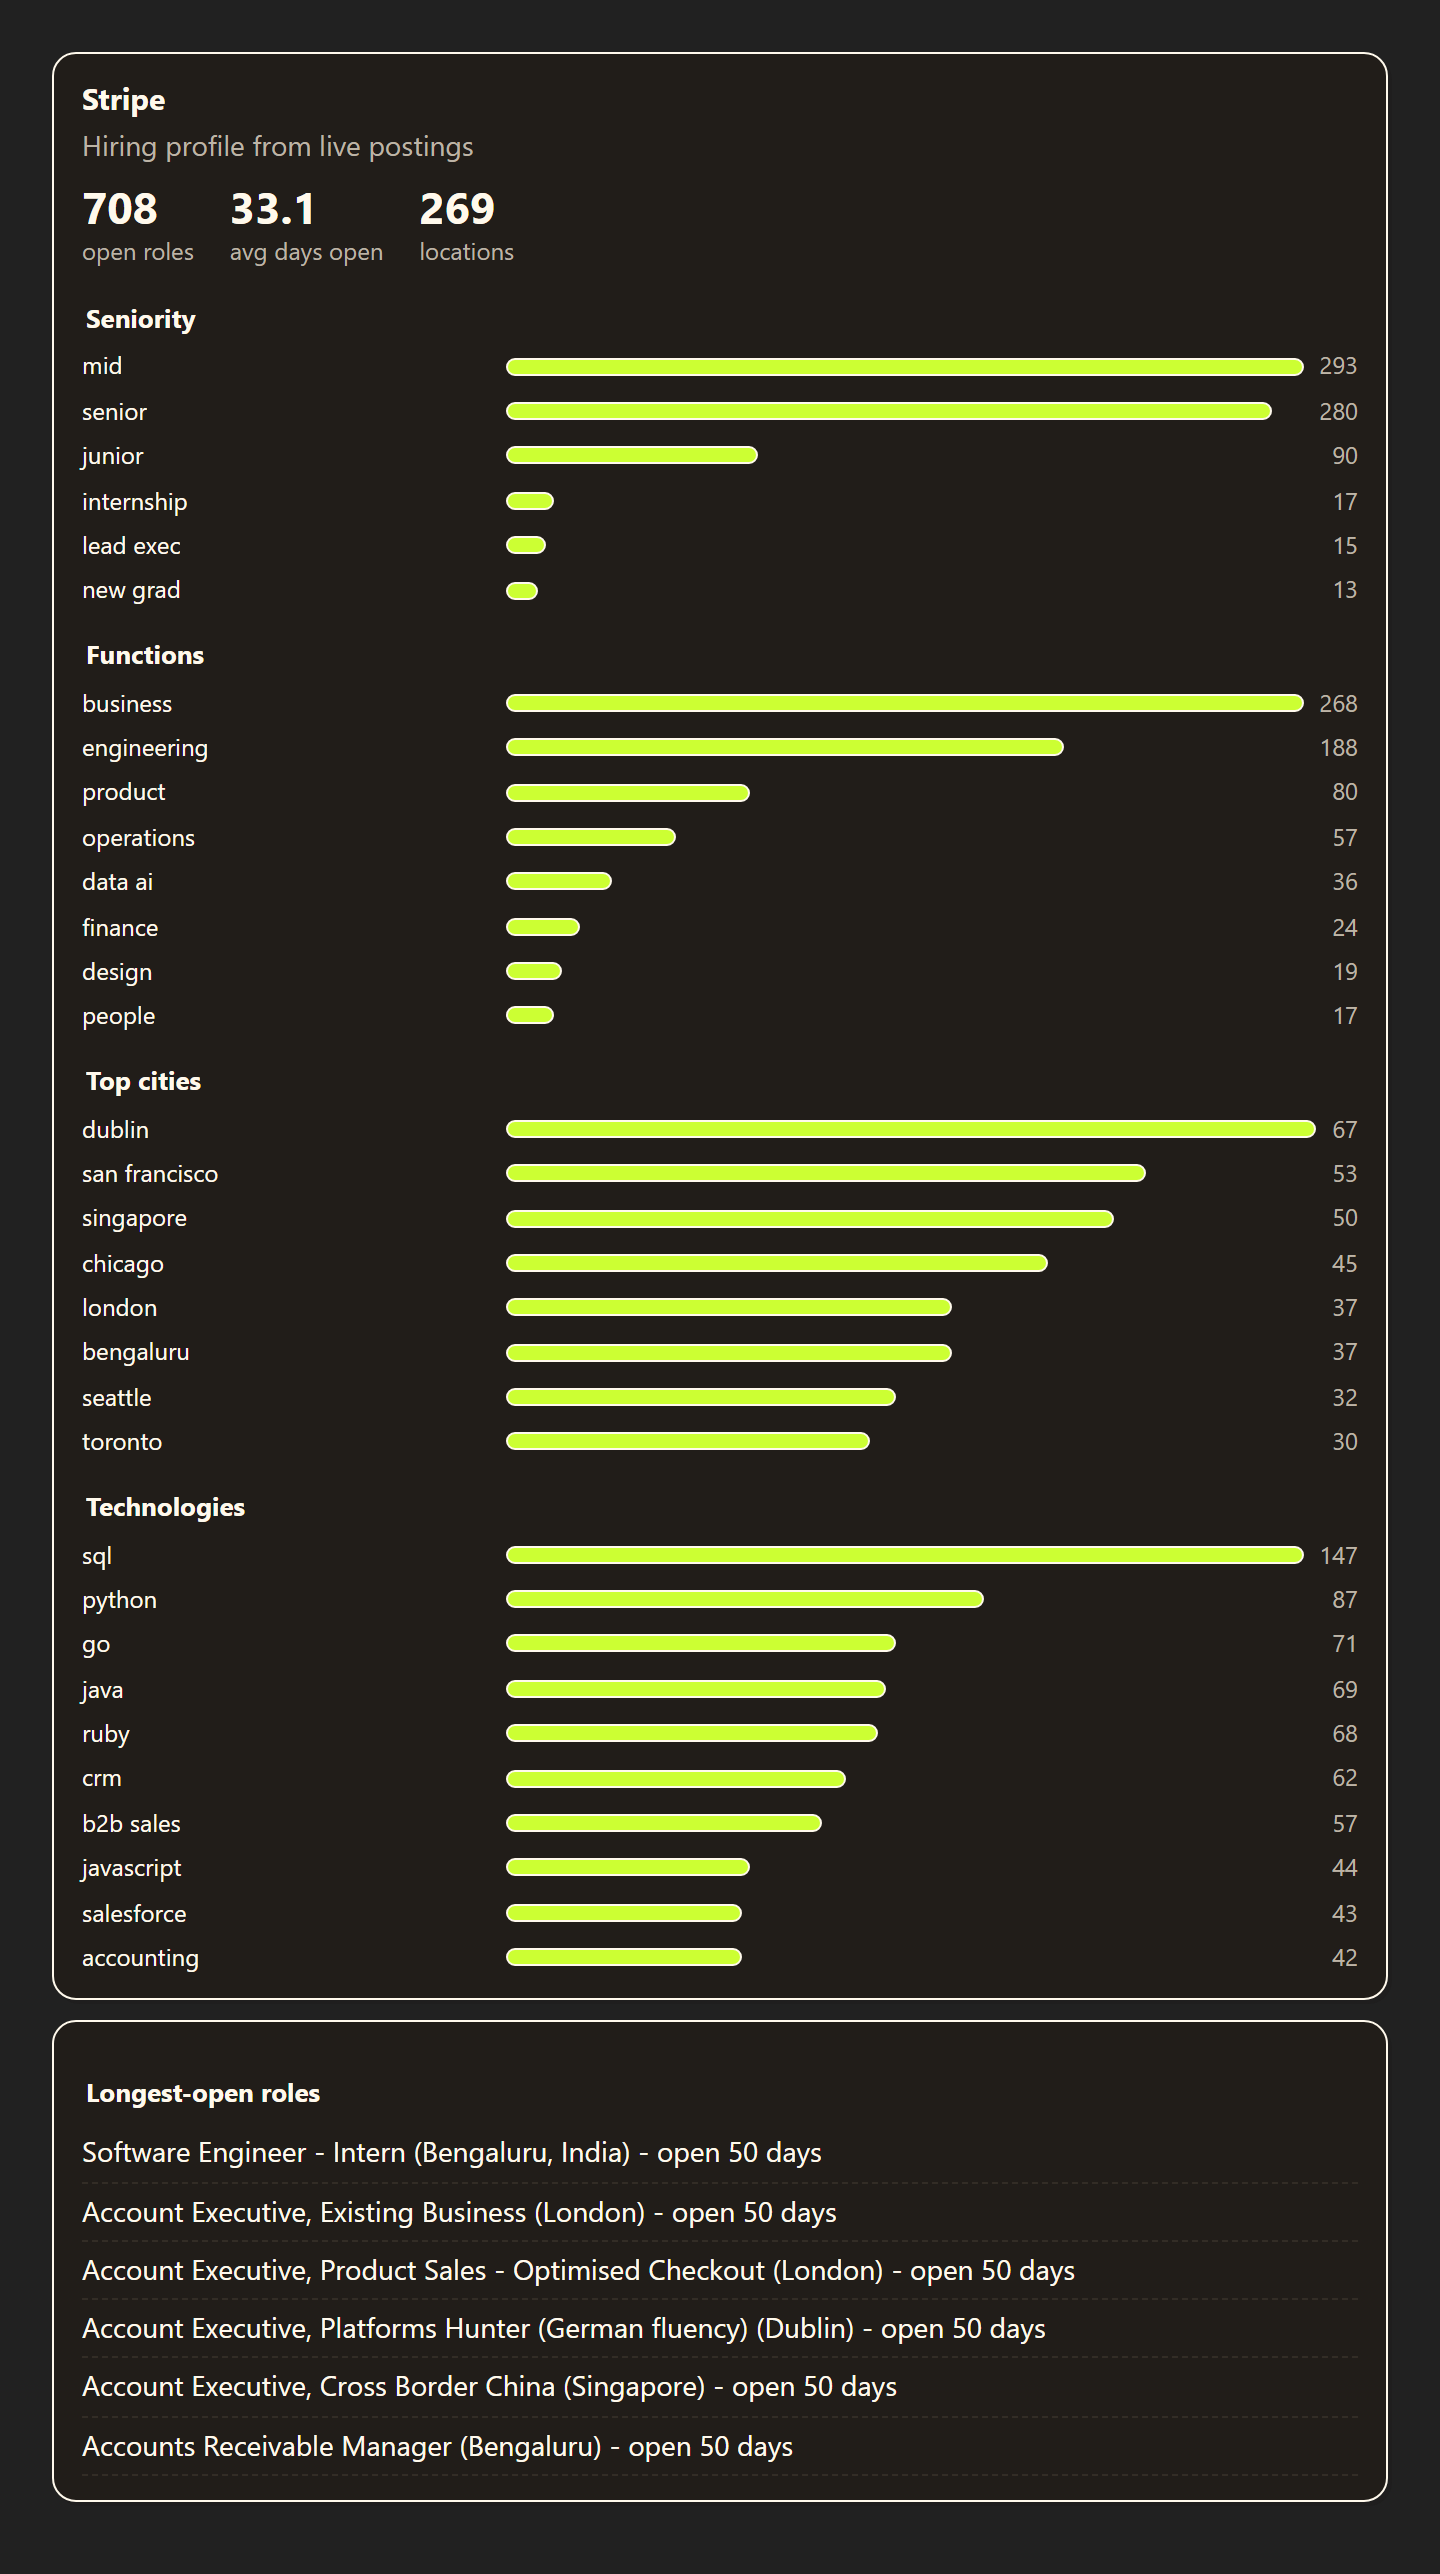 Stripe
Hiring profile from live postings
708 33.1 269
open roles avg days open locations
Seniority
mid 293
senior 280
junior 90
internship 17
lead exec 15
new grad 13
Functions
business 268
engineering 188
product 80
operations 57
data ai 36
finance 24
design 19
people 17
Top cities
dublin 67
san francisco 53
singapore 50
chicago 45
london 37
bengaluru 37
seattle 32
toronto 30
Technologies
sql 147
python 87
go 71
java 69
ruby 68
crm 62
b2b sales 57
javascript 44
salesforce 43
accounting 42
Longest-open roles
Software Engineer - Intern (Bengaluru, India) - open 50 days
Account Executive, Existing Business (London) - open 50 days
Account Executive, Product Sales - Optimised Checkout (London) - open 50 days
Account Executive, Platforms Hunter (German fluency) (Dublin) - open 50 days
Account Executive, Cross Border China (Singapore) - open 50 days
Accounts Receivable Manager (Bengaluru) - open 50 days